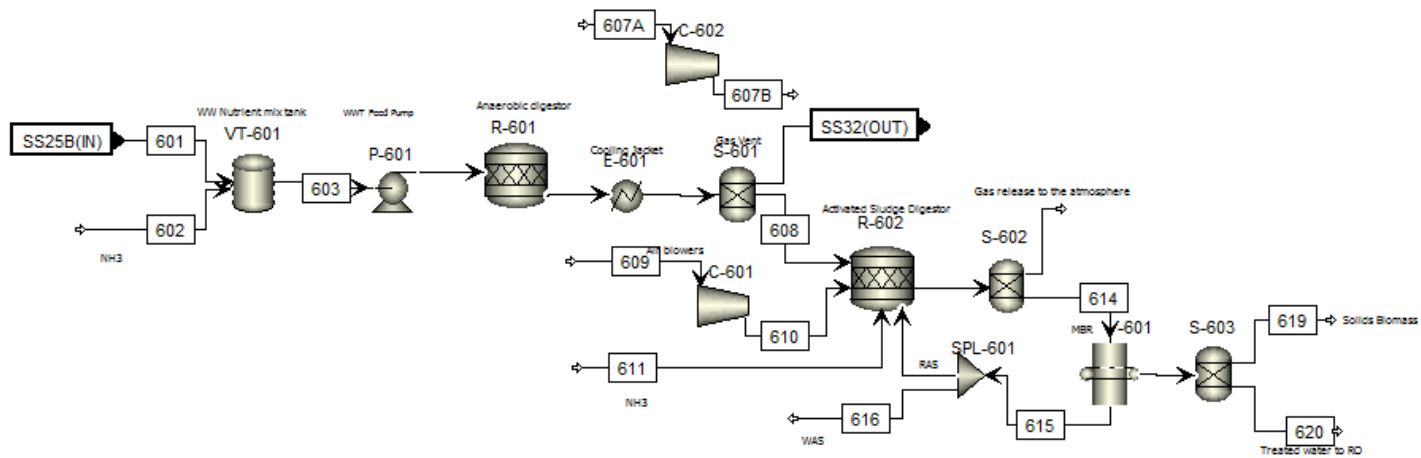 607A
C-602
607B
WW Nutrient mix tank
VT-601
WWT Feed Pump
P-601
Anaerobic digestor
R-601
Cooling Jacket
E-601
Gas Vent
S-601
SS32(OUT)
SS25B(IN)
601
603
602
NH3
608
Activated Sludge Digestor
R-602
Gas release to the atmosphere
S-602
Air blowers
609
C-601
610
614
MBR
-601
S-603
619
Solids Biomass
611
NH3
RAS
SPL-601
616
WAS
615
620
Treated water to RO